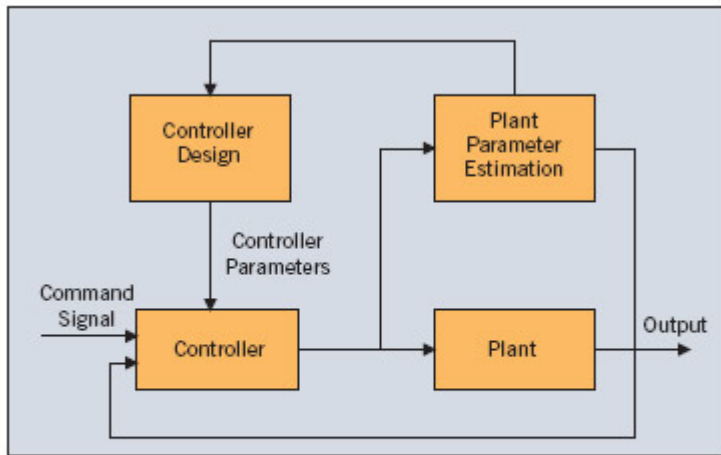 Controller
Design
Plant
Parameter
Estimation
Controller
Parameters
Command
Signal
Controller
Plant
Output